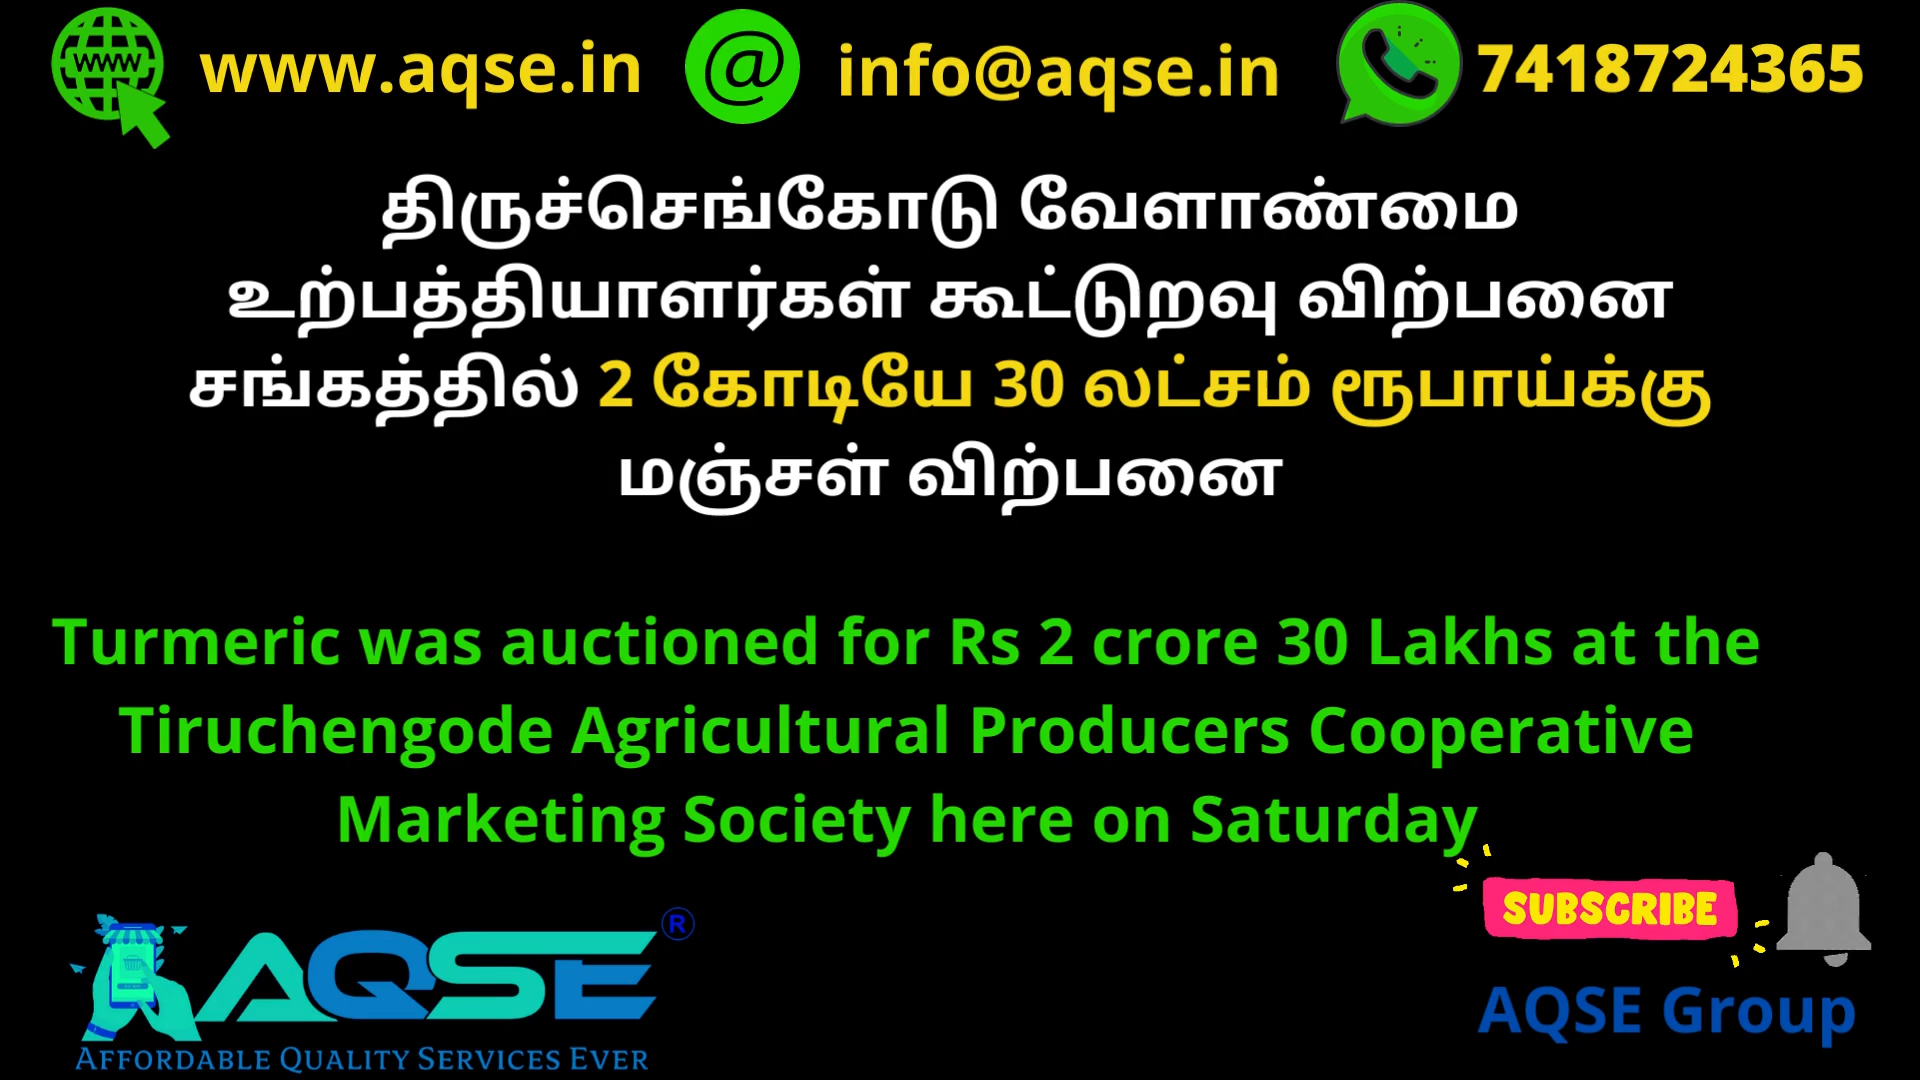 www.aqse.in
info@aqse.in
7418724365
திருச்செங்கோடு வேளாண்மை
உற்பத்தியாளர்கள் கூட்டுறவு விற்பனை
சங்கத்தில் 2 கோடியே 30 லட்சம் ரூபாய்க்கு
மஞ்சள் விற்பனை
Turmeric was auctioned for Rs 2 crore 30 Lakhs at the
Tiruchengode Agricultural Producers Cooperative
Marketing Society here on Saturday
SUBSCRIBE
AQSE ®
AFFORDABLE QUALITY SERVICES EVER
AQSE Group